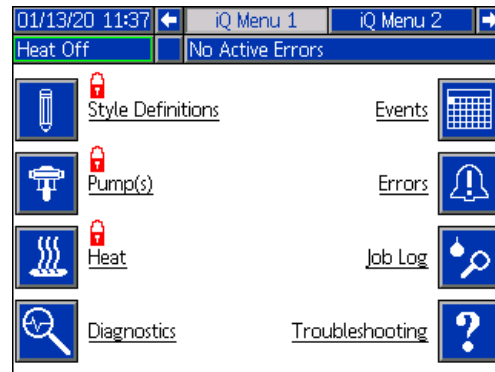 01/13/20 11:37 iQ Menu 1 iQ Menu 2
Heat Off No Active Errors
Style Definitions Events
Pump(s) Errors
Heat Job Log
Diagnostics Troubleshooting